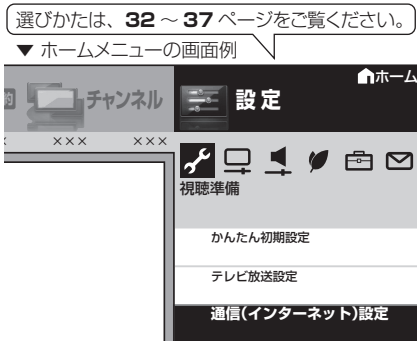 選びかたは、32～37ページをご覧ください。
▼ ホームメニューの画面例
ホーム
チャンネル
設定
××× ×××
視聴準備
かんたん初期設定
テレビ放送設定
通信(インターネット)設定